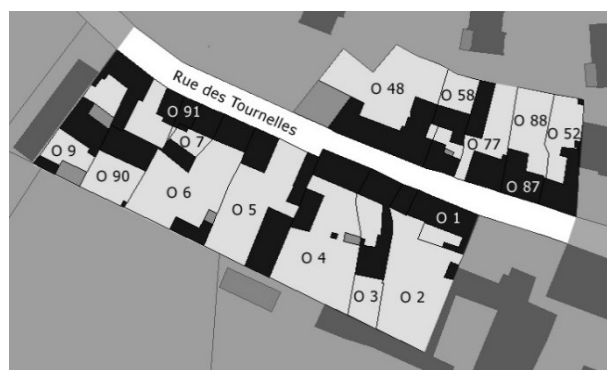 Rue des Tournelles
O 48
O 58
O 77
O 88
O 52
O 87
O 91
O 7
O 9
O 90
O 6
O 5
O 4
O 3
O 2
O 1